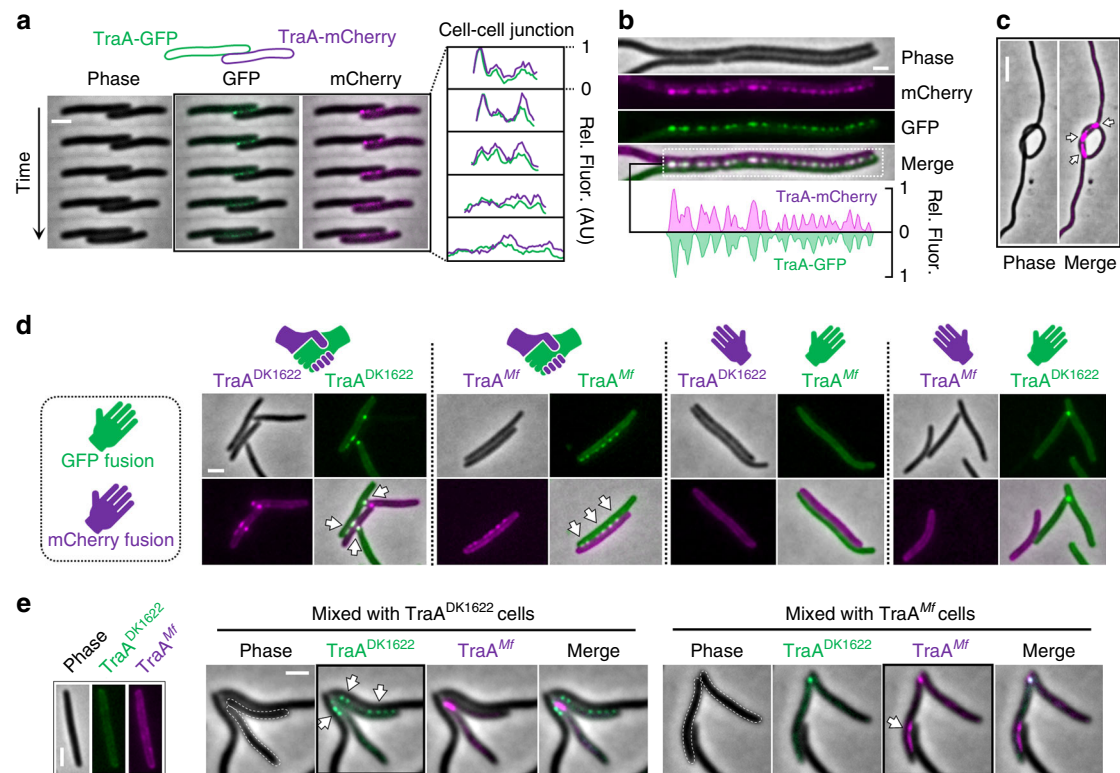 a
TraA-GFP TraA-mCherry
Phase GFP mCherry
Time
Cell-cell junction
1
0
Rel. Fluor. (AU)
b
Phase
mCherry
GFP
Merge
TraA-mCherry
TraA-GFP
1
0
1
Rel. Fluor.
c
Phase Merge
d
GFP fusion
mCherry fusion
TraA^DK1622 TraA^DK1622
TraA^Mf TraA^Mf
TraA^DK1622 TraA^Mf
TraA^Mf TraA^DK1622
e
Phase
TraA^DK1622
TraA^Mf
Mixed with TraA^DK1622 cells
Phase TraA^DK1622 TraA^Mf Merge
Mixed with TraA^Mf cells
Phase TraA^DK1622 TraA^Mf Merge